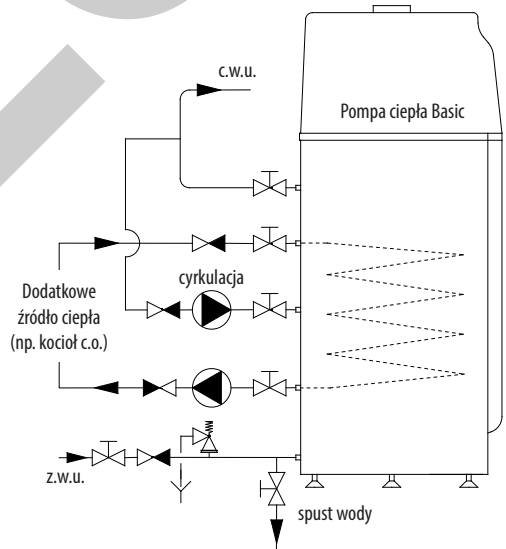 c.w.u.
Pompa ciepła Basic
cyrkulacja
Dodatkowe
źródło ciepła
(np. kocioł c.o.)
z.w.u.
spust wody